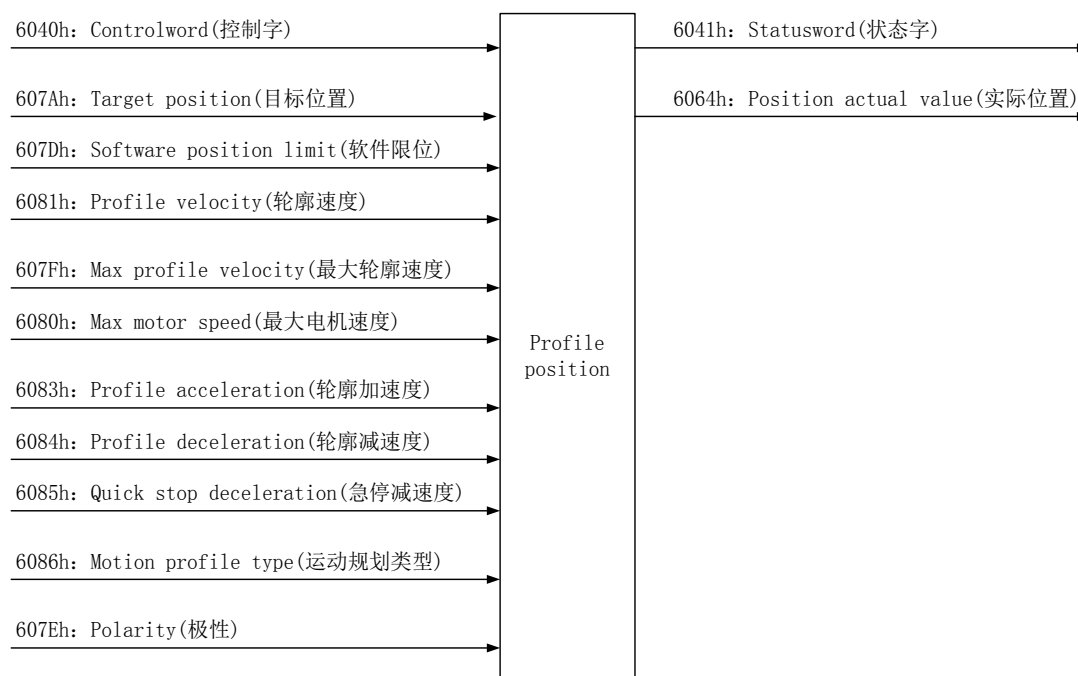 6040h：Controlword(控制字)
607Ah：Target position(目标位置)
607Dh：Software position limit(软件限位)
6081h：Profile velocity(轮廓速度)
607Fh：Max profile velocity(最大轮廓速度)
6080h：Max motor speed(最大电机速度)
6083h：Profile acceleration(轮廓加速度)
6084h：Profile deceleration(轮廓减速度)
6085h：Quick stop deceleration(急停减速度)
6086h：Motion profile type(运动规划类型)
607Eh：Polarity(极性)
Profile
position
6041h：Statusword(状态字)
6064h：Position actual value(实际位置)